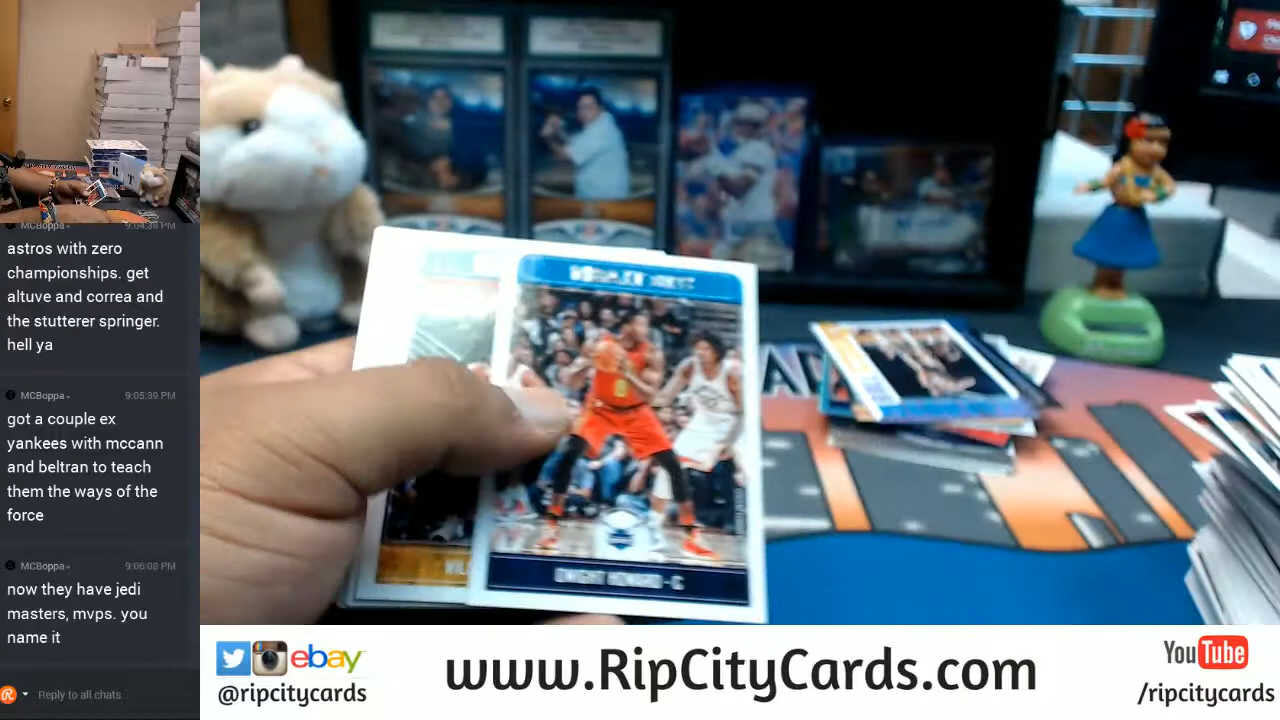 MCBoppa 9:04:38 PM
astros with zero
championships. get
altuve and correa and
the stutterer springer.
hell ya
MCBoppa 9:05:39 PM
got a couple ex
yankees with mccann
and beltran to teach
them the ways of the
force
MCBoppa 9:06:08 PM
now they have jedi
masters, mvps. you
name it
Reply to all chats
DWIGHT HOWARD - C
ebay
@ripcitycards
www.RipCityCards.com
YouTube
/ripcitycards